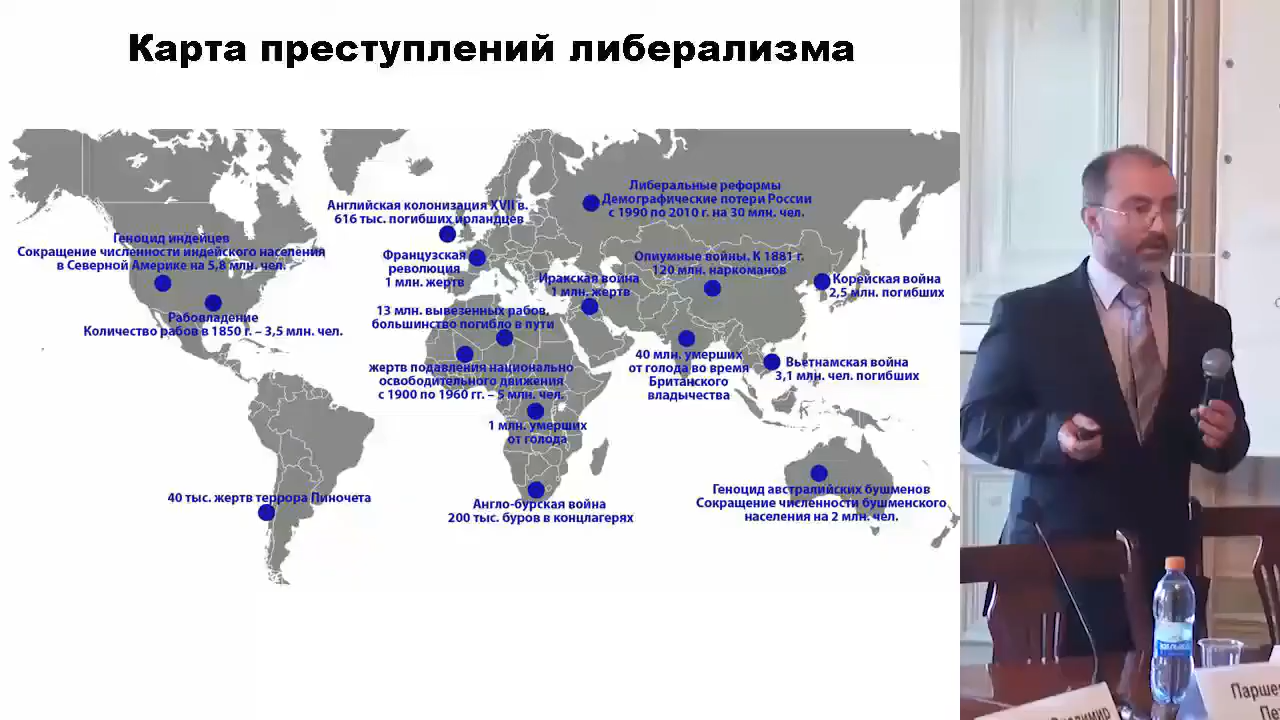 Карта преступлений либерализма
Либеральные реформы
Демографические потери России
с 1990 по 2010 г. на 30 млн. чел.
Английская колонизация XVII в.
616 тыс. погибших ирландцев
Геноцид индейцев
Сокращение численности индейского населения
в Северной Америке на 5,8 млн. чел.
Французская
революция
1 млн. жертв
Опиумные войны. К 1881 г.
120 млн. наркоманов
Иракская война
1 млн. жертв
Корейская война
2,5 млн. погибших
Рабовладение
Количество рабов в 1850 г. – 3,5 млн. чел.
13 млн. вывезенных рабов,
большинство погибло в пути
40 млн. умерших
от голода во время
Британского
владычества
Вьетнамская война
3,1 млн. чел. погибших
жертв подавления национально
освободительного движения
с 1900 по 1960 гг. – 5 млн. чел.
1 млн. умерших
от голода
40 тыс. жертв террора Пиночета
Англо-бурская война
200 тыс. буров в концлагерях
Геноцид австралийских бушменов
Сокращение численности бушменского
населения на 2 млн. чел.
Парше
Пе